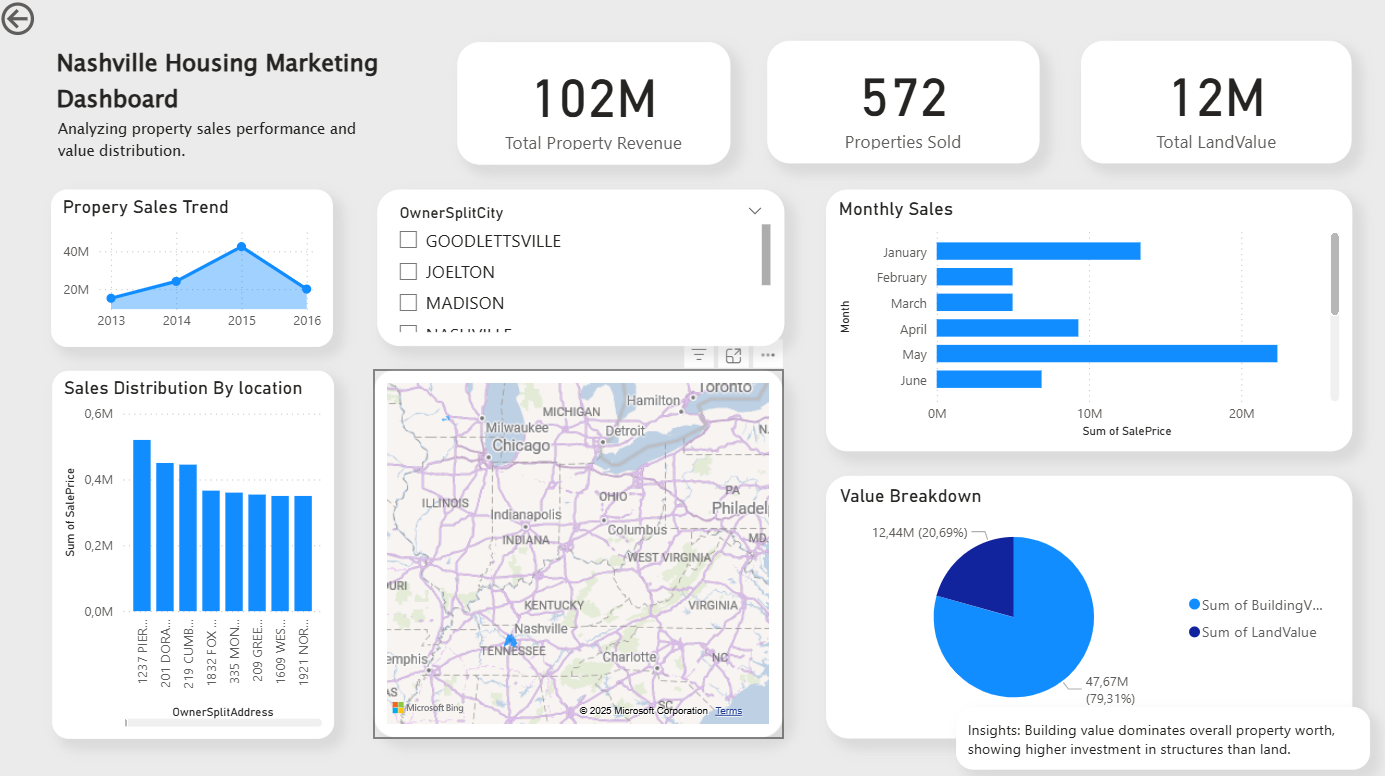 Nashville Housing Marketing
Dashboard
Analyzing property sales performance and
value distribution.
102M
Total Property Revenue
572
Properties Sold
12M
Total LandValue
Propery Sales Trend
40M
20M
2013 2014 2015 2016
OwnerSplitCity
GOODLETTSVILLE
JOELTON
MADISON
NASHVILLE
Monthly Sales
Month
January
February
March
April
May
June
0M 10M 20M
Sum of SalePrice
Sales Distribution By location
Sum of SalePrice
0,6M
0,4M
0,2M
0,0M
1237 PIER...
201 DORA...
219 CUMB...
1832 FOX ...
335 MON...
209 GREE...
1609 WES...
1921 NOR...
OwnerSplitAddress
Toronto
Hamilton
MICHIGAN
Milwaukee
Detroit
Chicago
N.
PA
ILLINOIS
OHIO
Philadel
Indianapolis
Columbus
MD
INDIANA
WEST VIRGINIA
URI
KENTUCKY
VIRGINIA
Nashville
TENNESSEE
emphis
Charlotte
NC
AS
SC
Microsoft Bing
© 2025 Microsoft Corporation Terms
Value Breakdown
12,44M (20,69%)
47,67M
(79,31%)
Sum of BuildingV...
Sum of LandValue
Insights: Building value dominates overall property worth,
showing higher investment in structures than land.